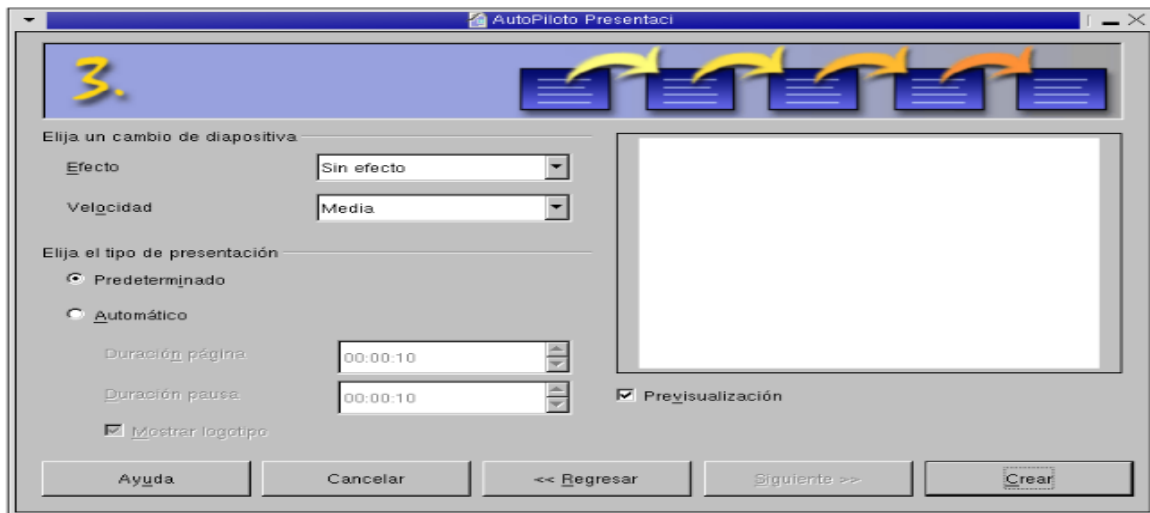 AutoPiloto Presentaci
3.
Elija un cambio de diapositiva
Efecto
Sin efecto
Velocidad
Media
Elija el tipo de presentación
Predeterminado
Automático
Duración página
00:00:10
Duración pausa
00:00:10
Mostrar logotipo
Previsualización
Ayuda
Cancelar
<< Regresar
Siguiente >>
Crear